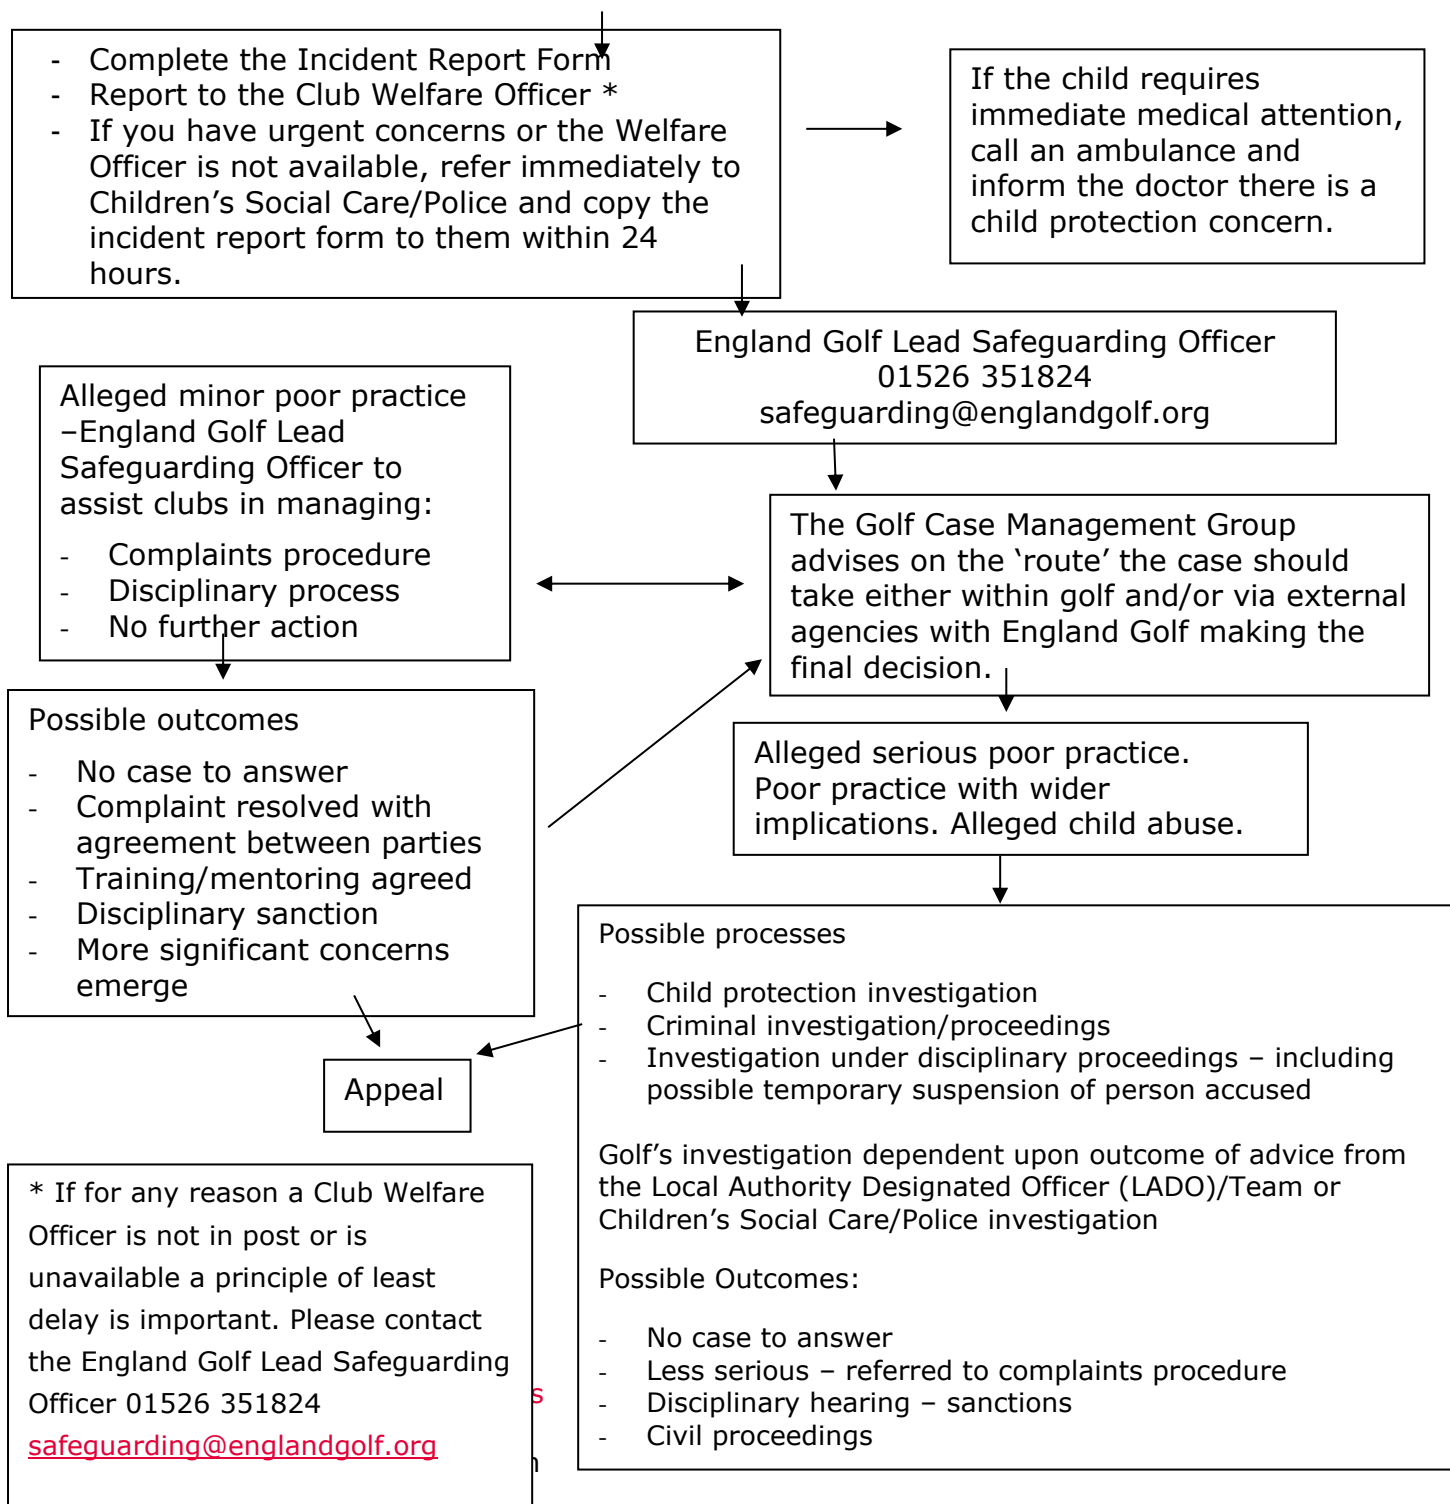 - Complete the Incident Report Form
- Report to the Club Welfare Officer *
- If you have urgent concerns or the Welfare
Officer is not available, refer immediately to
Children’s Social Care/Police and copy the
incident report form to them within 24
hours.
If the child requires
immediate medical attention,
call an ambulance and
inform the doctor there is a
child protection concern.
England Golf Lead Safeguarding Officer
01526 351824
safeguarding@englandgolf.org
Alleged minor poor practice
–England Golf Lead
Safeguarding Officer to
assist clubs in managing:
- Complaints procedure
- Disciplinary process
- No further action
The Golf Case Management Group
advises on the ‘route’ the case should
take either within golf and/or via external
agencies with England Golf making the
final decision.
Possible outcomes
- No case to answer
- Complaint resolved with
agreement between parties
- Training/mentoring agreed
- Disciplinary sanction
- More significant concerns
emerge
Alleged serious poor practice.
Poor practice with wider
implications. Alleged child abuse.
Appeal
Possible processes
- Child protection investigation
- Criminal investigation/proceedings
- Investigation under disciplinary proceedings – including
possible temporary suspension of person accused
Golf’s investigation dependent upon outcome of advice from
the Local Authority Designated Officer (LADO)/Team or
Children’s Social Care/Police investigation
Possible Outcomes:
- No case to answer
- Less serious – referred to complaints procedure
- Disciplinary hearing – sanctions
- Civil proceedings
* If for any reason a Club Welfare
Officer is not in post or is
unavailable a principle of least
delay is important. Please contact
the England Golf Lead Safeguarding
Officer 01526 351824
safeguarding@englandgolf.org